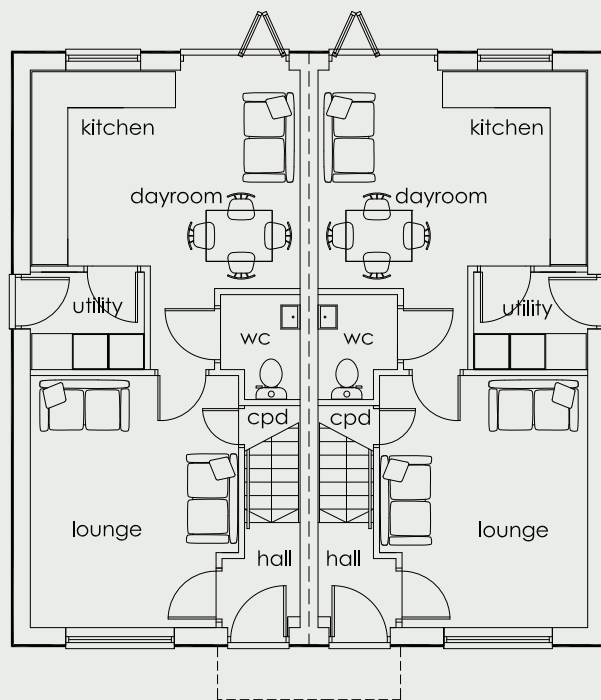 kitchen kitchen
dayroom dayroom
utility wc wc utility
cpd cpd
lounge lounge
hall hall